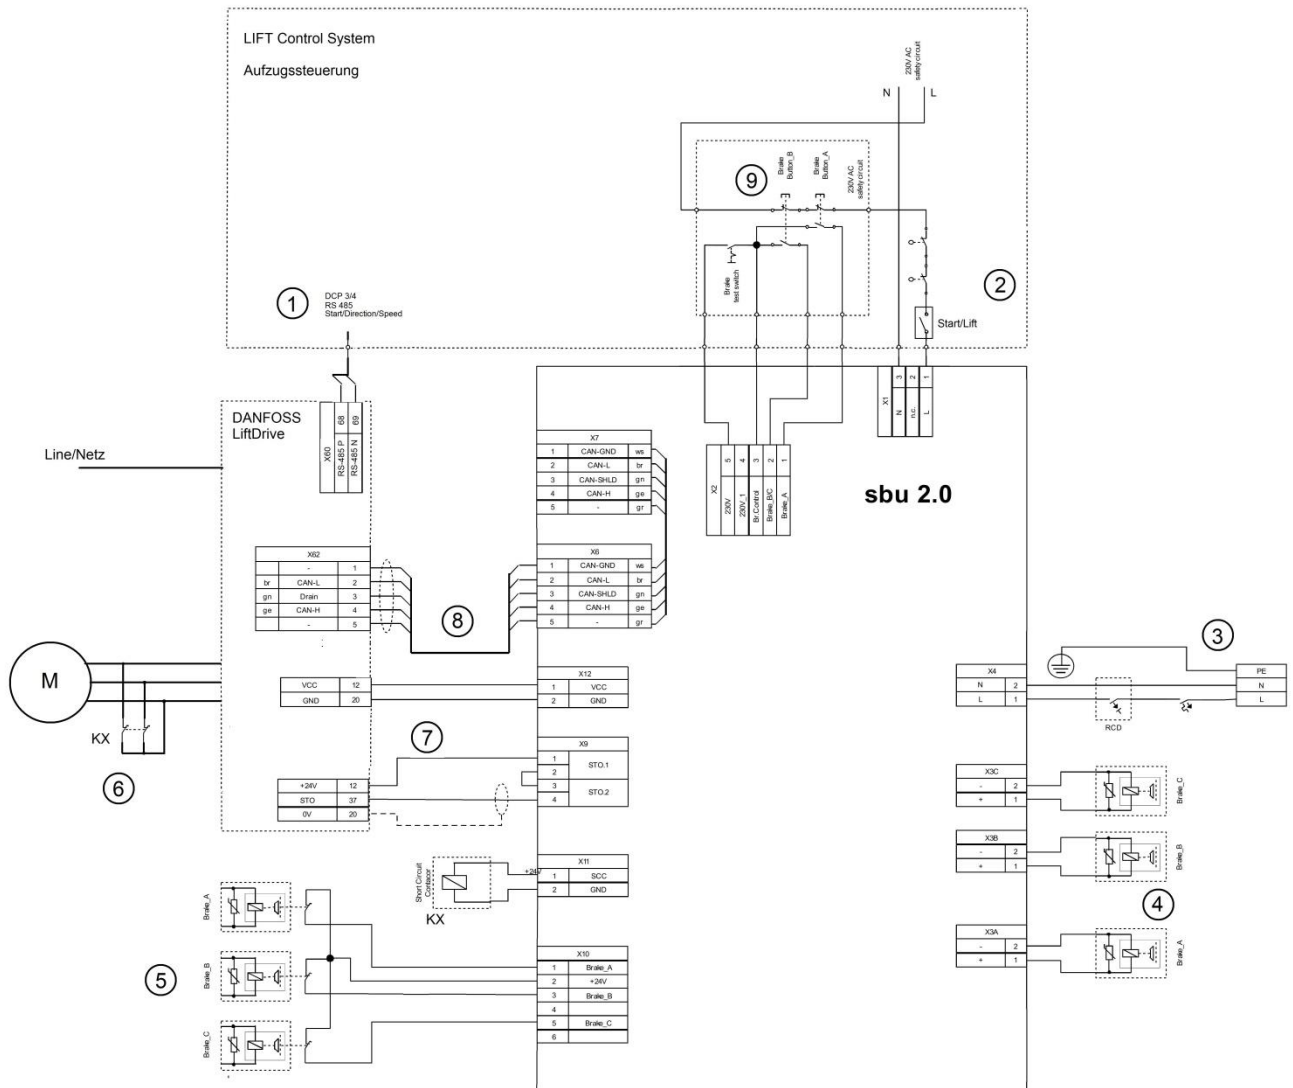 LIFT Control System
Aufzugssteuerung
230V AC
safety circuit
N
L
9
Brake
Button_B
Brake
Button_A
230V AC
safety circuit
Brake
test switch
2
Start/Lift
1
DCP 3/4
RS 485
Start/Direction/Speed
DANFOSS
LiftDrive
X60
RS-485 P 68
RS-485 N 69
Line/Netz
X1
N 3
n.c. 2
L 1
X2
230V 5
230V_1 4
Br.Control 3
Brake_B/C 2
Brake_A 1
sbu 2.0
X7
1 CAN-GND ws
2 CAN-L br
3 CAN-SHLD gn
4 CAN-H ge
5 - gr
X62
- 1
br CAN-L 2
gn Drain 3
ge CAN-H 4
- 5
X6
1 CAN-GND ws
2 CAN-L br
3 CAN-SHLD gn
4 CAN-H ge
5 - gr
8
3
M
VCC 12
GND 20
X12
1 VCC
2 GND
X4
N 2
L 1
RCD
PE
N
L
KX
6
7
+24V 12
STO 37
0V 20
X9
1
2
STO.1
3
4
STO.2
X3C
- 2
+ 1
Brake_C
X3B
- 2
+ 1
Brake_B
4
X3A
- 2
+ 1
Brake_A
Short Circuit
Contacor
KX
+24V
X11
1 SCC
2 GND
5
Brake_A
Brake_B
Brake_C
X10
1 Brake_A
2 +24V
3 Brake_B
4
5 Brake_C
6